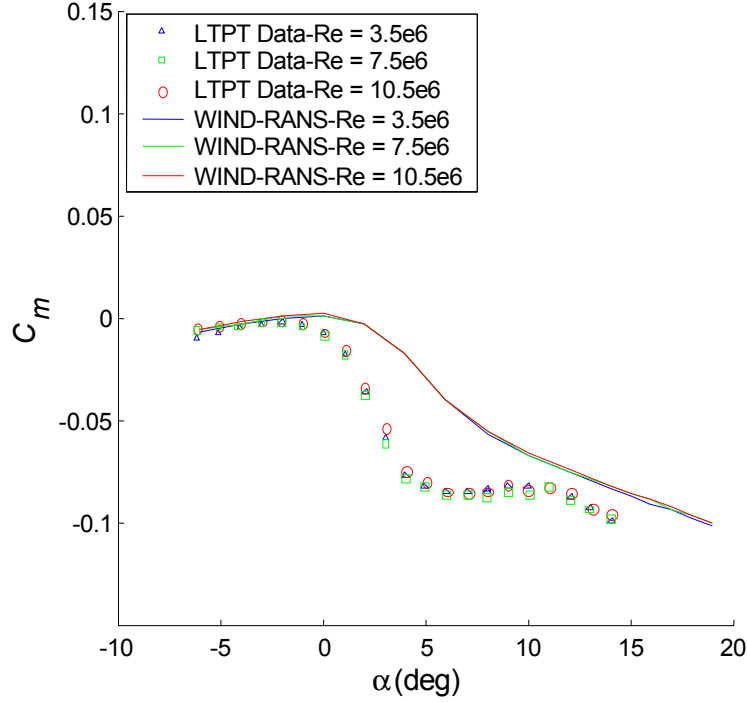 0.15
LTPT Data-Re = 3.5e6
LTPT Data-Re = 7.5e6
LTPT Data-Re = 10.5e6
WIND-RANS-Re = 3.5e6
WIND-RANS-Re = 7.5e6
WIND-RANS-Re = 10.5e6
0.1
0.05
0
-0.05
-0.1
Cm
-10
-5
0
5
10
15
20
α(deg)